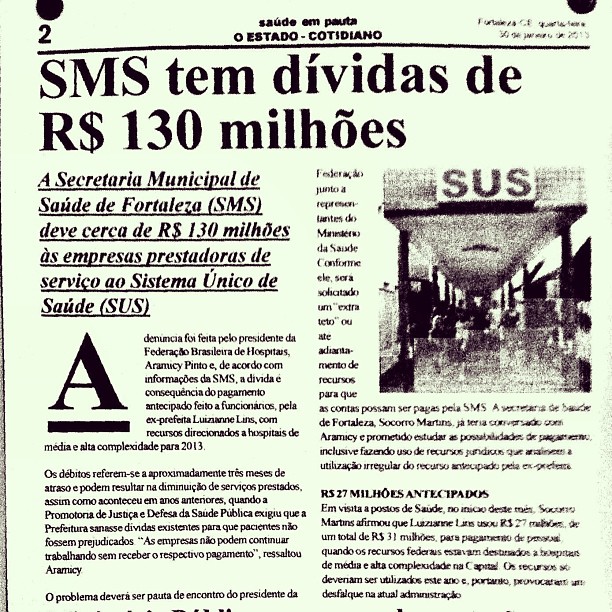 2
saúde em pauta
O ESTADO - COTIDIANO
Fortaleza-CE, quarta-feira
30 de janeiro de 2013
SMS tem dívidas de
R$ 130 milhões
A Secretaria Municipal de
Saúde de Fortaleza (SMS)
deve cerca de R$ 130 milhões
às empresas prestadoras de
serviço ao Sistema Único de
Saúde (SUS)
A denúncia foi feita pelo presidente da
Federação Brasileira de Hospitais,
Aramicy Pinto e, de acordo com
informações da SMS, a dívida é
consequência do pagamento
antecipado feito a funcionários, pela
ex-prefeita Luizianne Lins, com
recursos direcionados a hospitais de
média e alta complexidade para 2013.
Os débitos referem-se a aproximadamente três meses de
atraso e podem resultar na diminuição de serviços prestados,
assim como aconteceu em anos anteriores, quando a
Promotoria de Justiça e Defesa da Saúde Pública exigiu que a
Prefeitura sanasse dívidas existentes para que pacientes não
fossem prejudicados. "As empresas não podem continuar
trabalhando sem receber o respectivo pagamento", ressaltou
Aramicy.
O problema deverá ser pauta de encontro do presidente da
Federação
junto a
represen-
tantes do
Ministério
da Saúde.
Conforme
ele, será
solicitado
um "extra
teto" ou
até
adianta-
mento de
recursos
para que
SUS
as contas possam ser pagas pela SMS. A secretária de Saúde
de Fortaleza, Socorro Martins, já teria conversado com
Aramicy e prometido estudar as possibilidades de pagamento,
inclusive fazendo uso de recursos jurídicos que analisem a
utilização irregular do recurso antecipado pela ex-prefeita.
R$ 27 MILHÕES ANTECIPADOS
Em visita a postos de Saúde, no início deste mês, Socorro
Martins afirmou que Luizianne Lins usou R$ 27 milhões, de
um total de R$ 31 milhões, para pagamento de pessoal,
quando os recursos federais estavam destinados a hospitais
de média e alta complexidade na Capital. Os recursos só
deveriam ser utilizados este ano e, portanto, provocaram um
desfalque na atual administração.